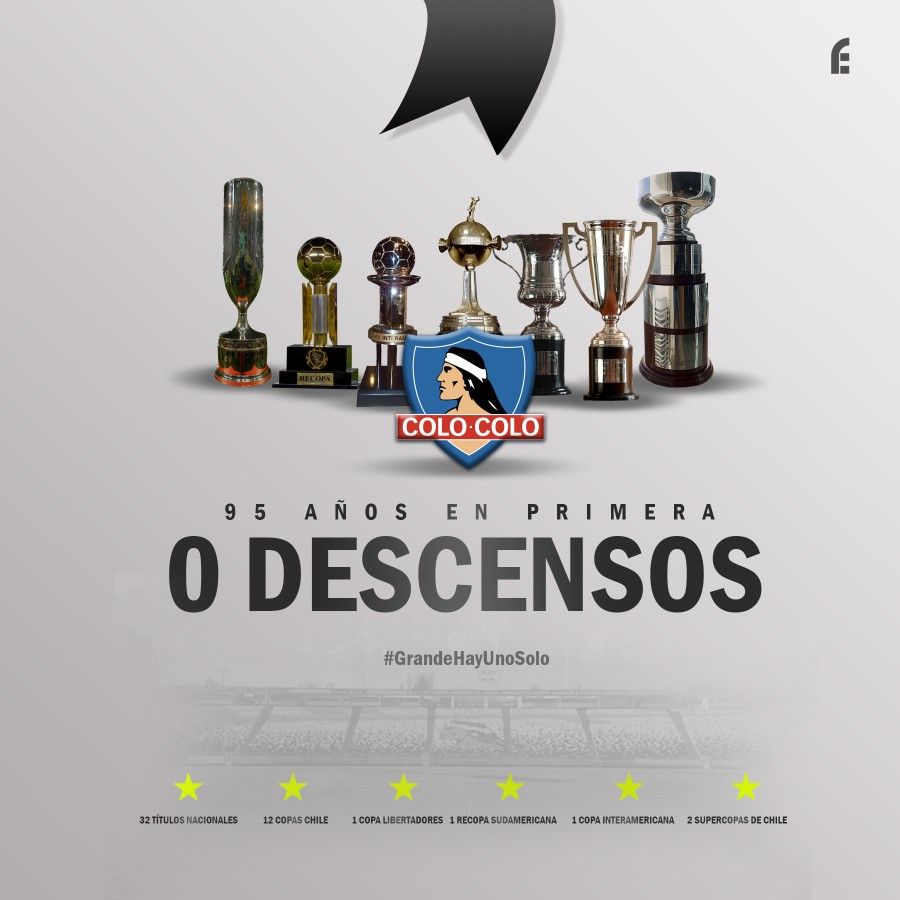 RECOPA
COLO·COLO
95 AÑOS EN PRIMERA
0 DESCENSOS
#GrandeHayUnoSolo
32 TÍTULOS NACIONALES
12 COPAS CHILE
1 COPA LIBERTADORES
1 RECOPA SUDAMERICANA
1 COPA INTERAMERICANA
2 SUPERCOPAS DE CHILE